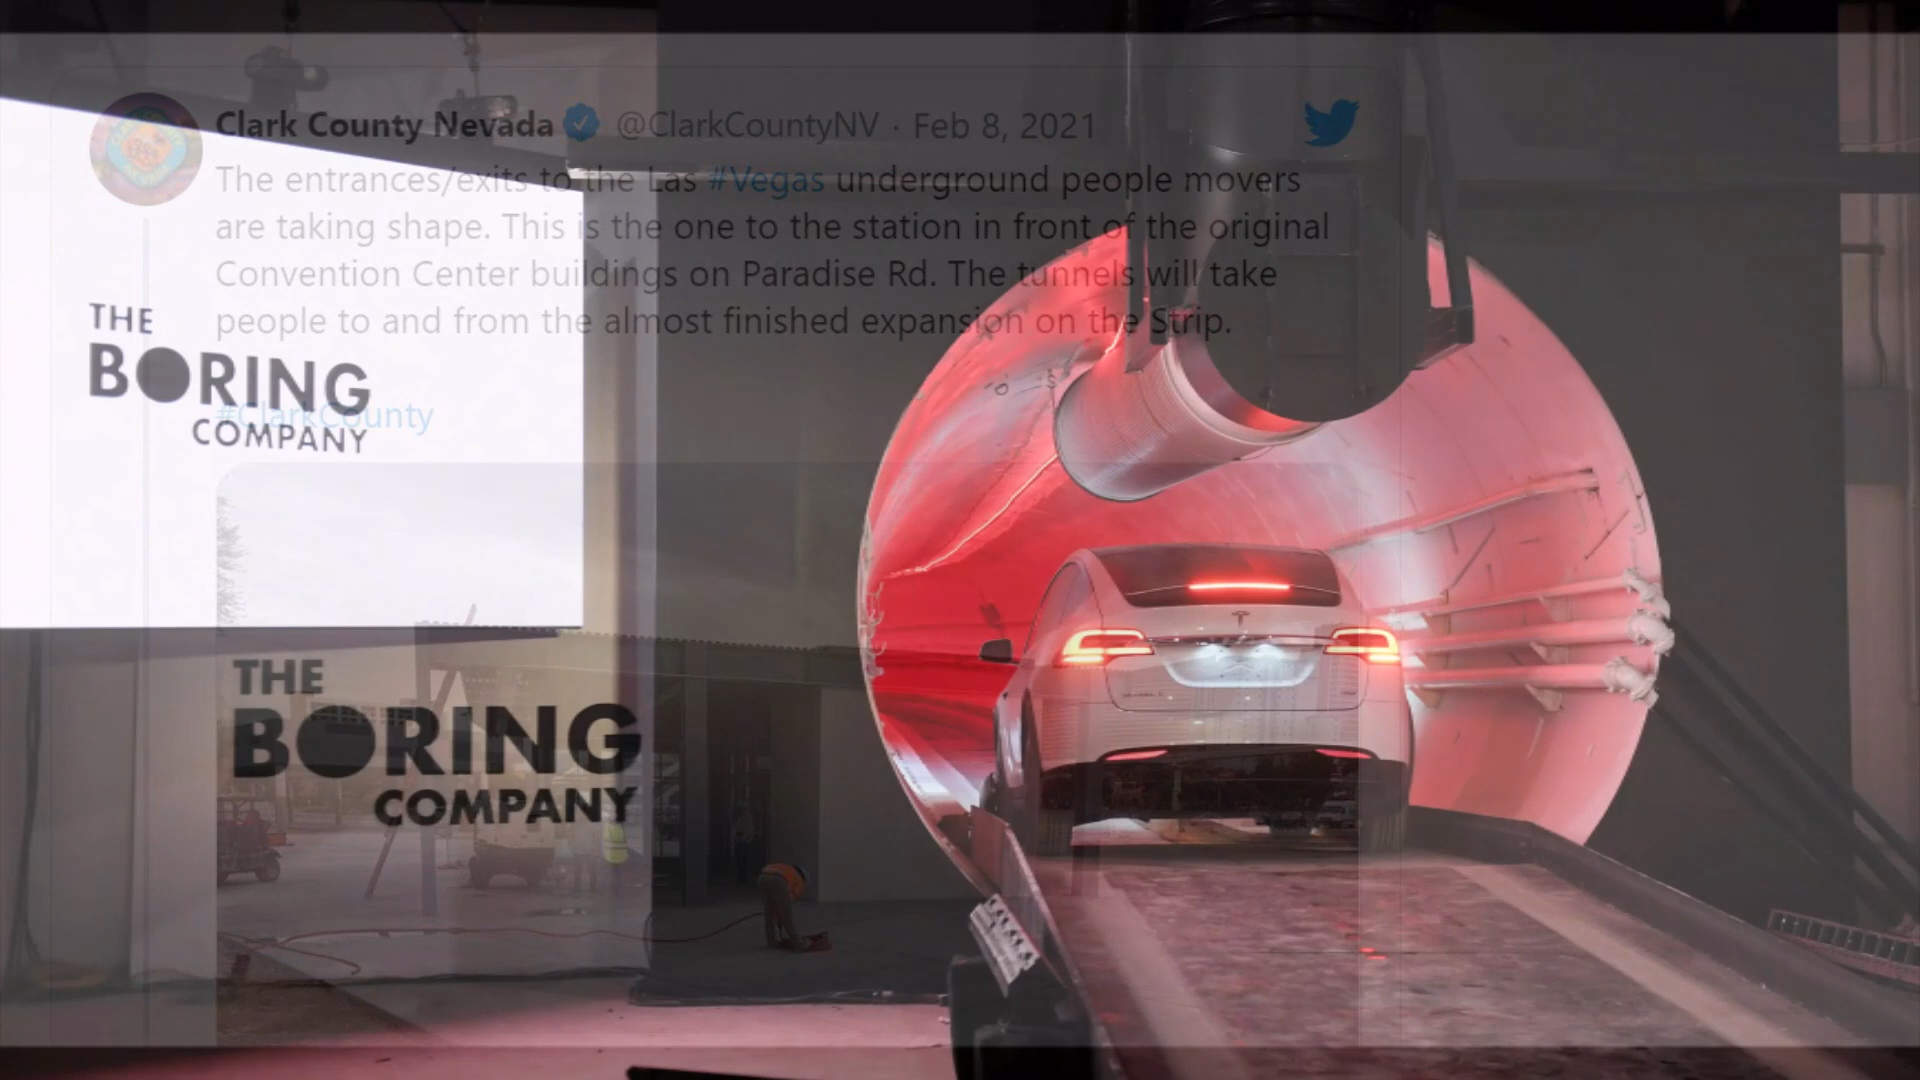 Clark County Nevada @ClarkCountyNV · Feb 8, 2021
The entrances/exits to the Las #Vegas underground people movers
are taking shape. This is the one to the station in front of the original
Convention Center buildings on Paradise Rd. The tunnels will take
people to and from the almost finished expansion on the Strip.
#ClarkCounty
THE
BORING
COMPANY
THE
BORING
COMPANY